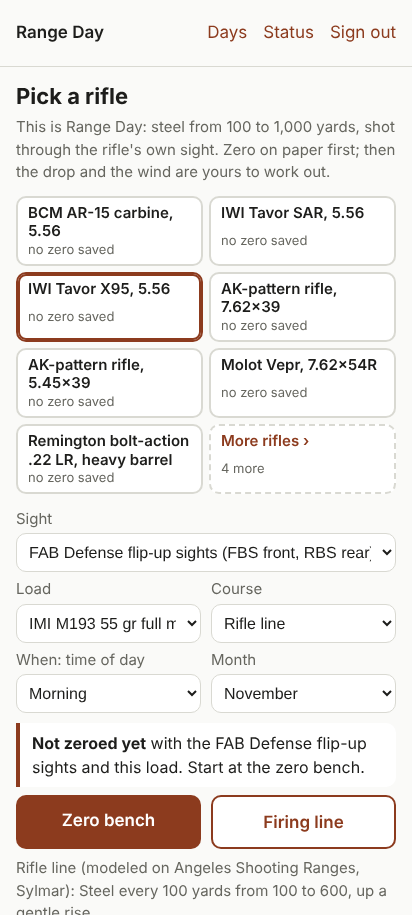 Range Day
Days Status Sign out
Pick a rifle
This is Range Day: steel from 100 to 1,000 yards, shot
through the rifle's own sight. Zero on paper first; then
the drop and the wind are yours to work out.
BCM AR-15 carbine,
5.56
no zero saved
IWI Tavor SAR, 5.56
no zero saved
IWI Tavor X95, 5.56
no zero saved
AK-pattern rifle,
7.62×39
no zero saved
AK-pattern rifle,
5.45×39
no zero saved
Molot Vepr, 7.62×54R
no zero saved
Remington bolt-action
.22 LR, heavy barrel
no zero saved
More rifles ›
4 more
Sight
FAB Defense flip-up sights (FBS front, RBS rear)
Load
Course
IMI M193 55 gr full m
Rifle line
When: time of day
Month
Morning
November
Not zeroed yet with the FAB Defense flip-up
sights and this load. Start at the zero bench.
Zero bench
Firing line
Rifle line (modeled on Angeles Shooting Ranges,
Sylmar): Steel every 100 yards from 100 to 600, up a
gentle rise